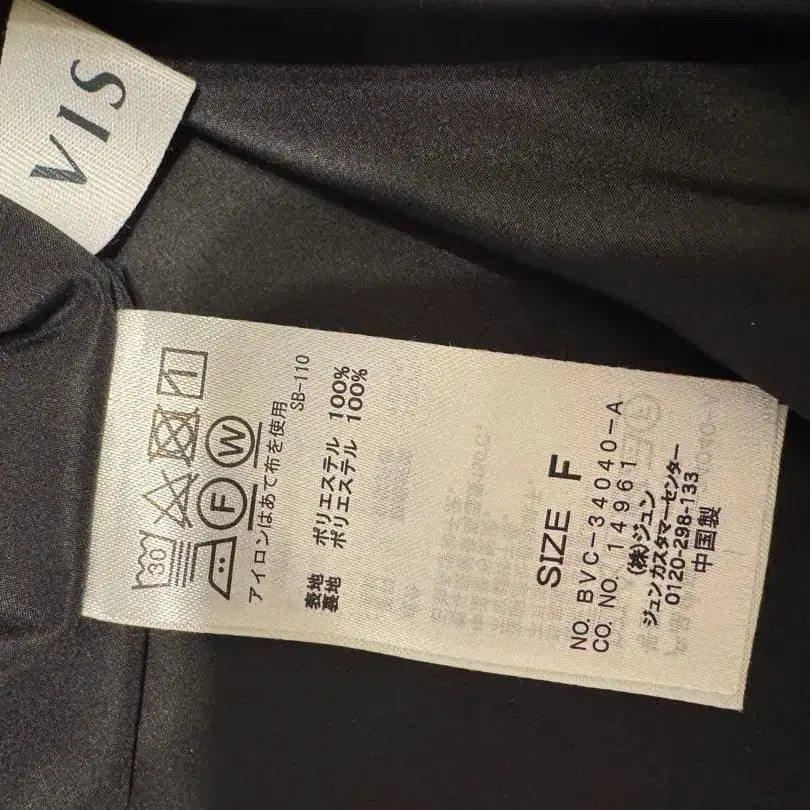 VIS
30
F W
アイロンはあて布を使用
SB-110
表地 ポリエステル 100%
裏地 ポリエステル 100%
SIZE F
NO. BVC-34040-A
CO. NO. 14961
(株)ジュン
ジュンカスタマーセンター
0120-298-133
中国製